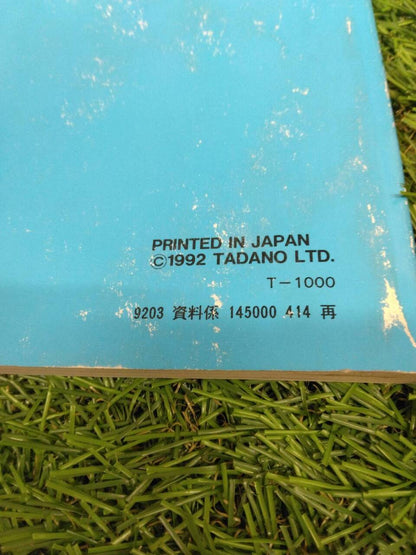 PRINTED IN JAPAN
©1992 TADANO LTD.
T-1000
9203 資料係 145000 414 再